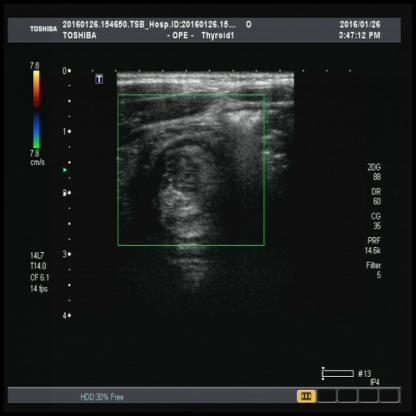 TOSHIBA
20160126.154650.TSB_Hosp.ID:20160126.15... O
2016/01/26
TOSHIBA - OPE - Thyroid1
3:47:12 PM
7.8
7.8
cm/s
T
0
1
2
3
4
2DG
88
DR
60
CG
35
PRF
14.6k
Filter
5
14L7
T14.0
CF 6.1
14 fps
#13
IP4
HDD:30% Free